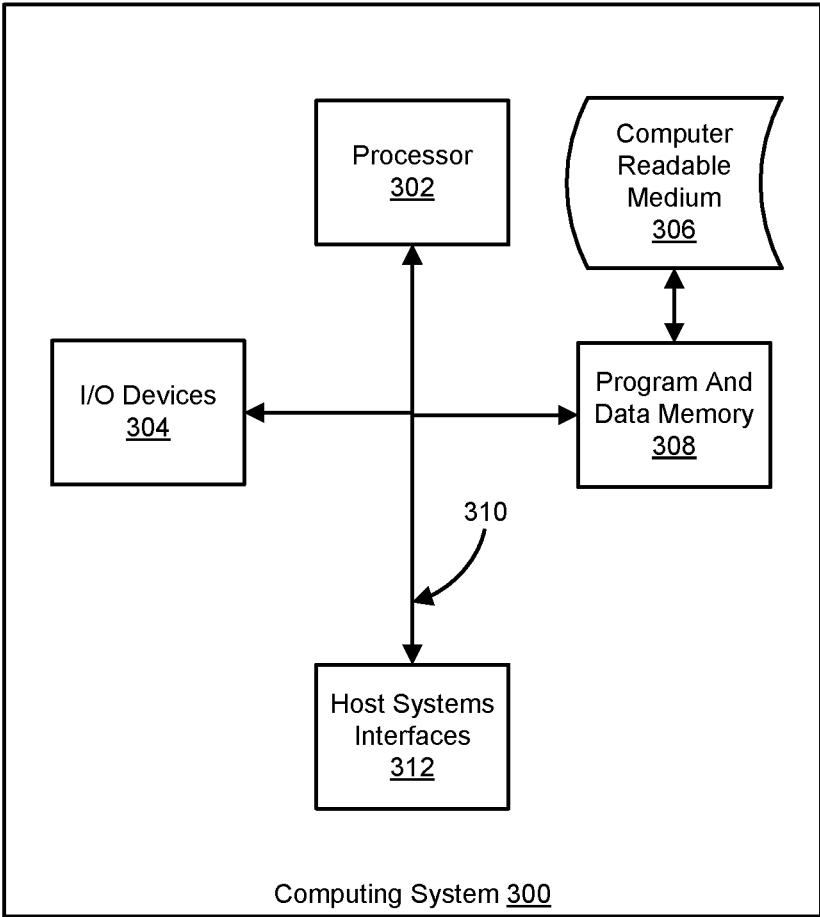 Processor
302
Computer
Readable
Medium
306
I/O Devices
304
Program And
Data Memory
308
310
Host Systems
Interfaces
312
Computing System 300